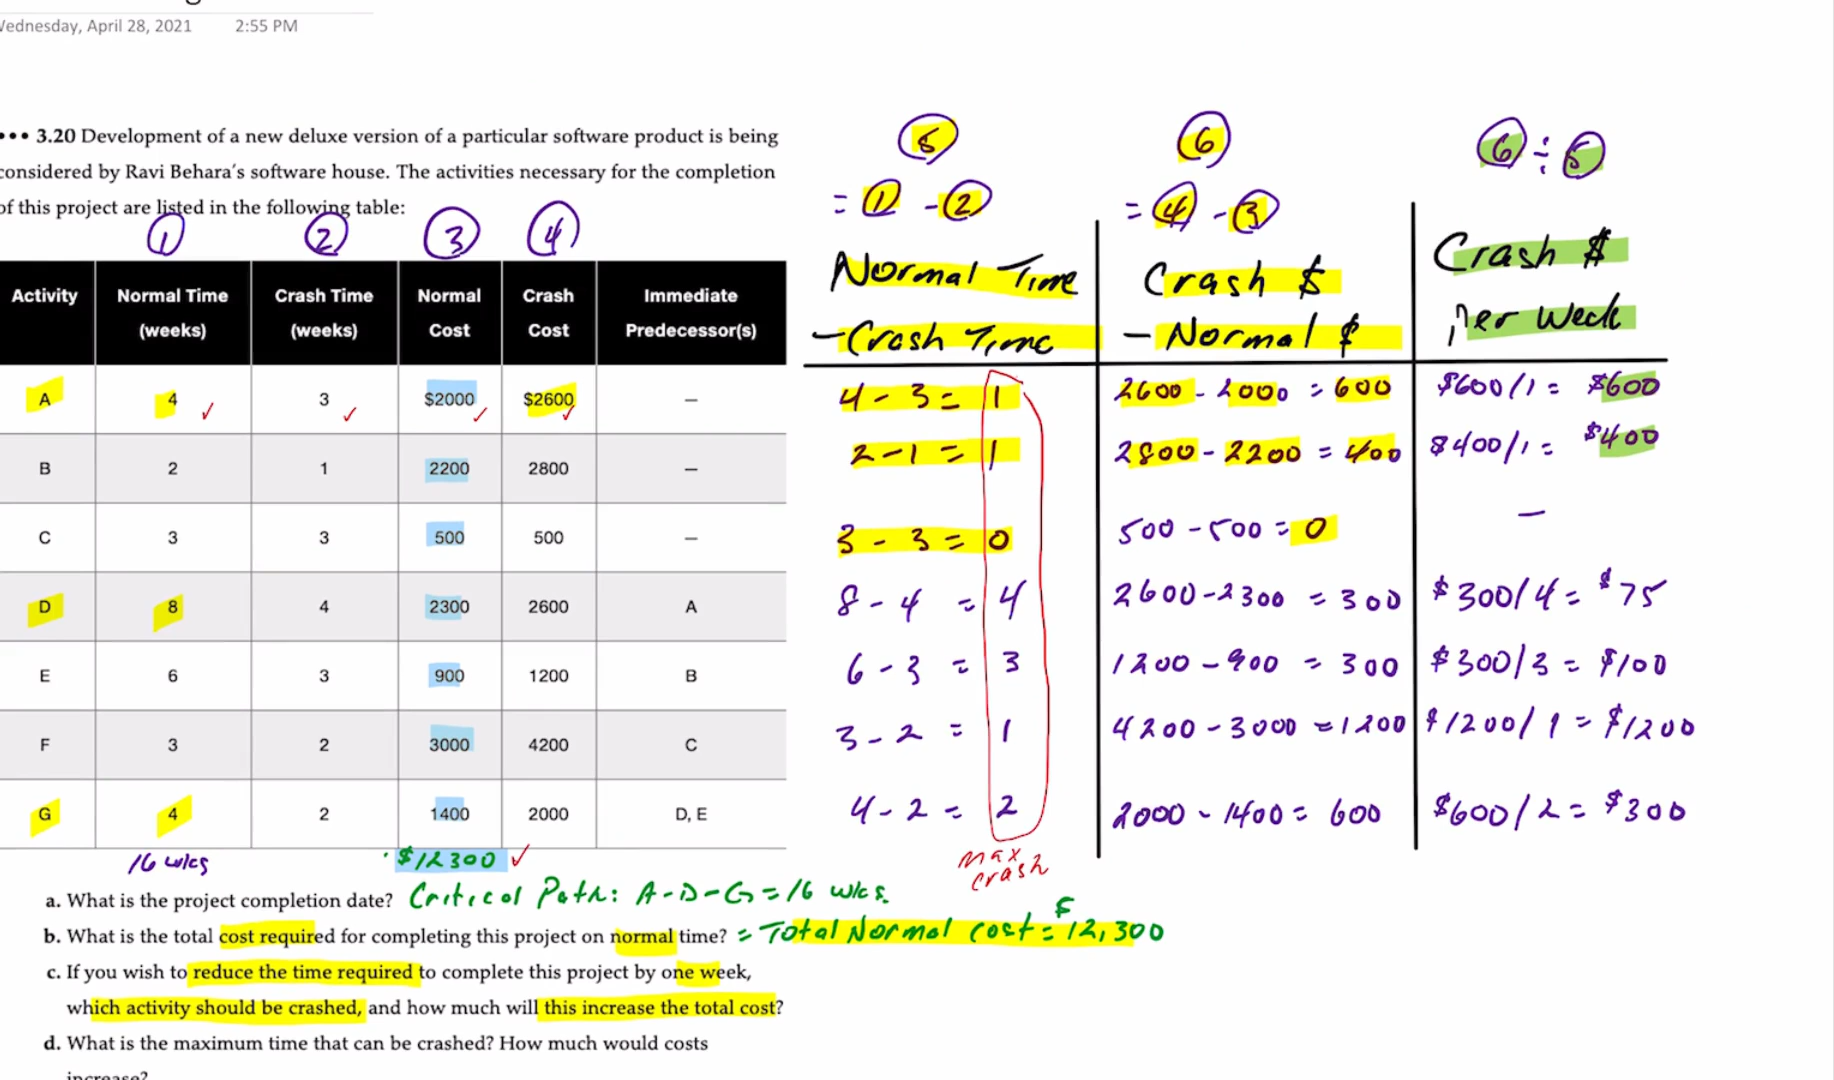 Wednesday, April 28, 2021 2:55 PM
••• 3.20 Development of a new deluxe version of a particular software product is being
considered by Ravi Behara's software house. The activities necessary for the completion
of this project are listed in the following table:
① ② ③ ④
Activity Normal Time (weeks) Crash Time (weeks) Normal Cost Crash Cost Immediate Predecessor(s)
A 4 ✓ 3 ✓ $2000 ✓ $2600 ✓ —
B 2 1 2200 2800 —
C 3 3 500 500 —
D 8 4 2300 2600 A
E 6 3 900 1200 B
F 3 2 3000 4200 C
G 4 2 1400 2000 D, E
16 wks $12300 ✓
⑤ ⑥ ⑥ ÷ ⑤
= ① - ② = ④ - ③
Normal Time Crash $ Crash $
- Crash Time - Normal $ Per Week
4 - 3 = 1 2600 - 2000 = 600 $600/1 = $600
2 - 1 = 1 2800 - 2200 = 400 $400/1 = $400
3 - 3 = 0 500 - 500 = 0 —
8 - 4 = 4 2600 - 2300 = 300 $300/4 = $75
6 - 3 = 3 1200 - 900 = 300 $300/3 = $100
3 - 2 = 1 4200 - 3000 = 1200 $1200/1 = $1200
4 - 2 = 2 2000 - 1400 = 600 $600/2 = $300
max
crash
a. What is the project completion date? Critical Path: A-D-G = 16 wks.
b. What is the total cost required for completing this project on normal time? = Total Normal Cost = $12,300
c. If you wish to reduce the time required to complete this project by one week,
which activity should be crashed, and how much will this increase the total cost?
d. What is the maximum time that can be crashed? How much would costs
increase?